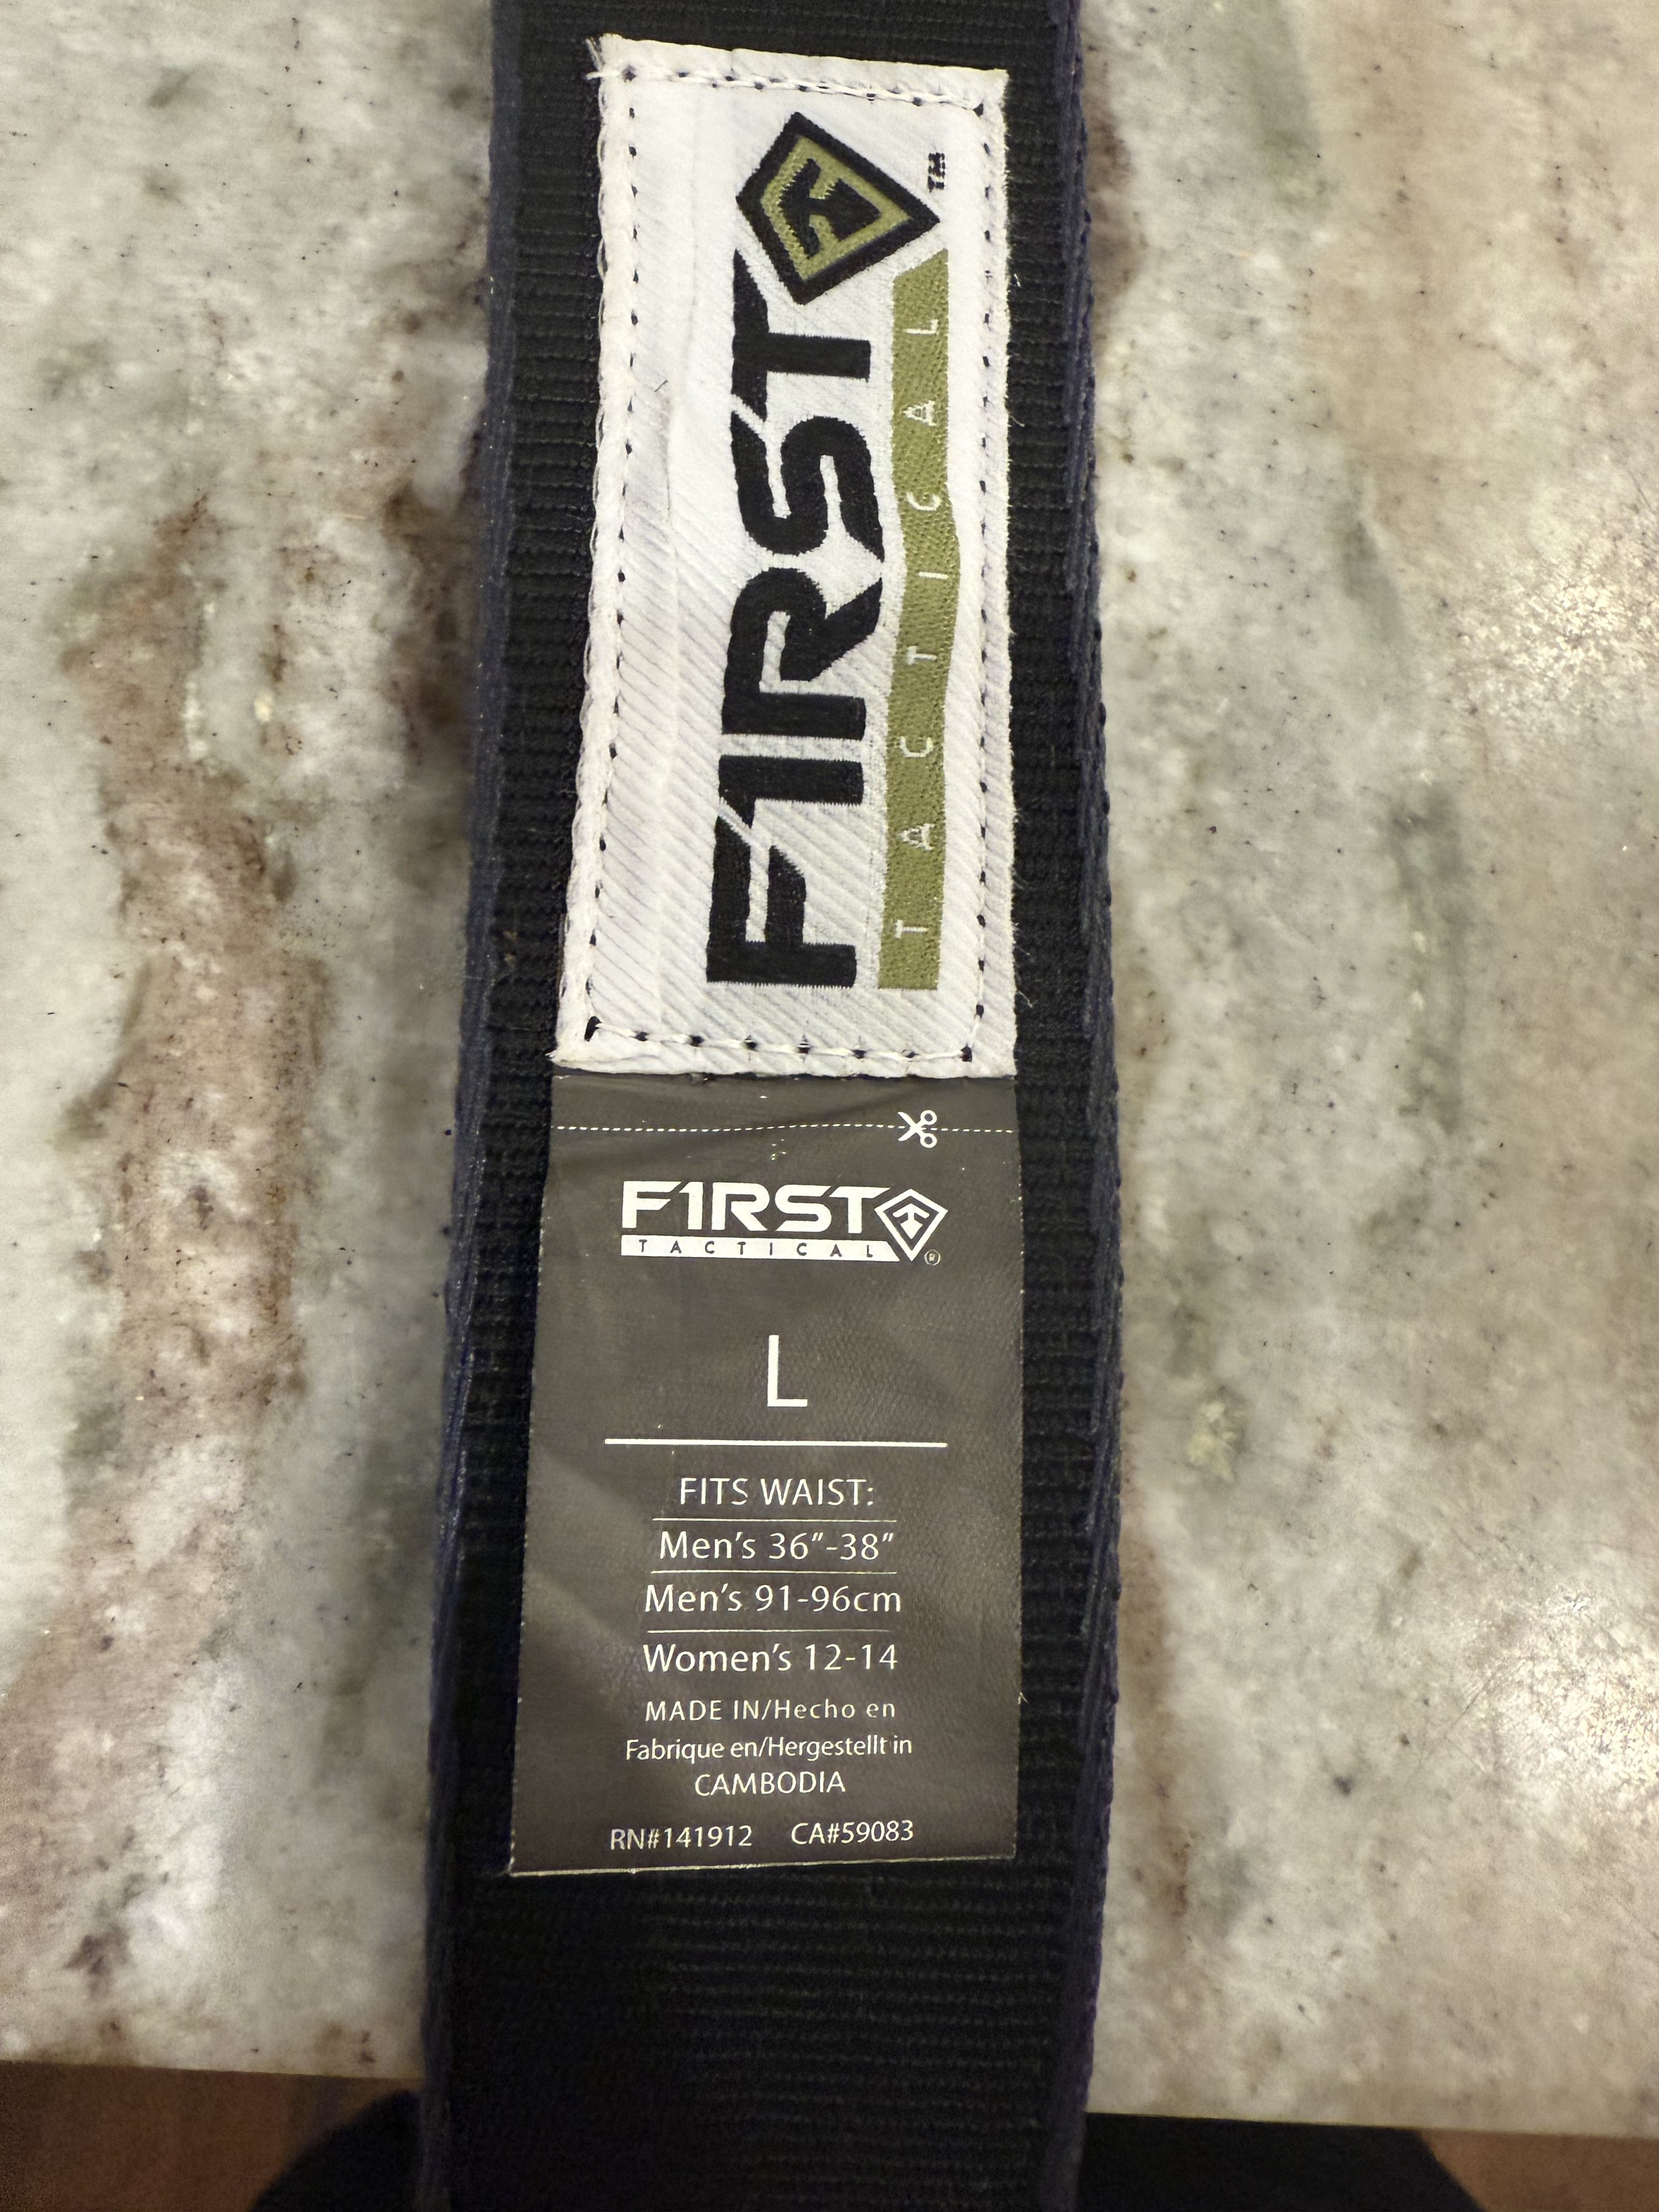 F1RST
TACTICAL
TM
F1RST
TACTICAL
®
L
FITS WAIST:
Men's 36"-38"
Men's 91-96cm
Women's 12-14
MADE IN/Hecho en
Fabrique en/Hergestellt in
CAMBODIA
RN#141912 CA#59083